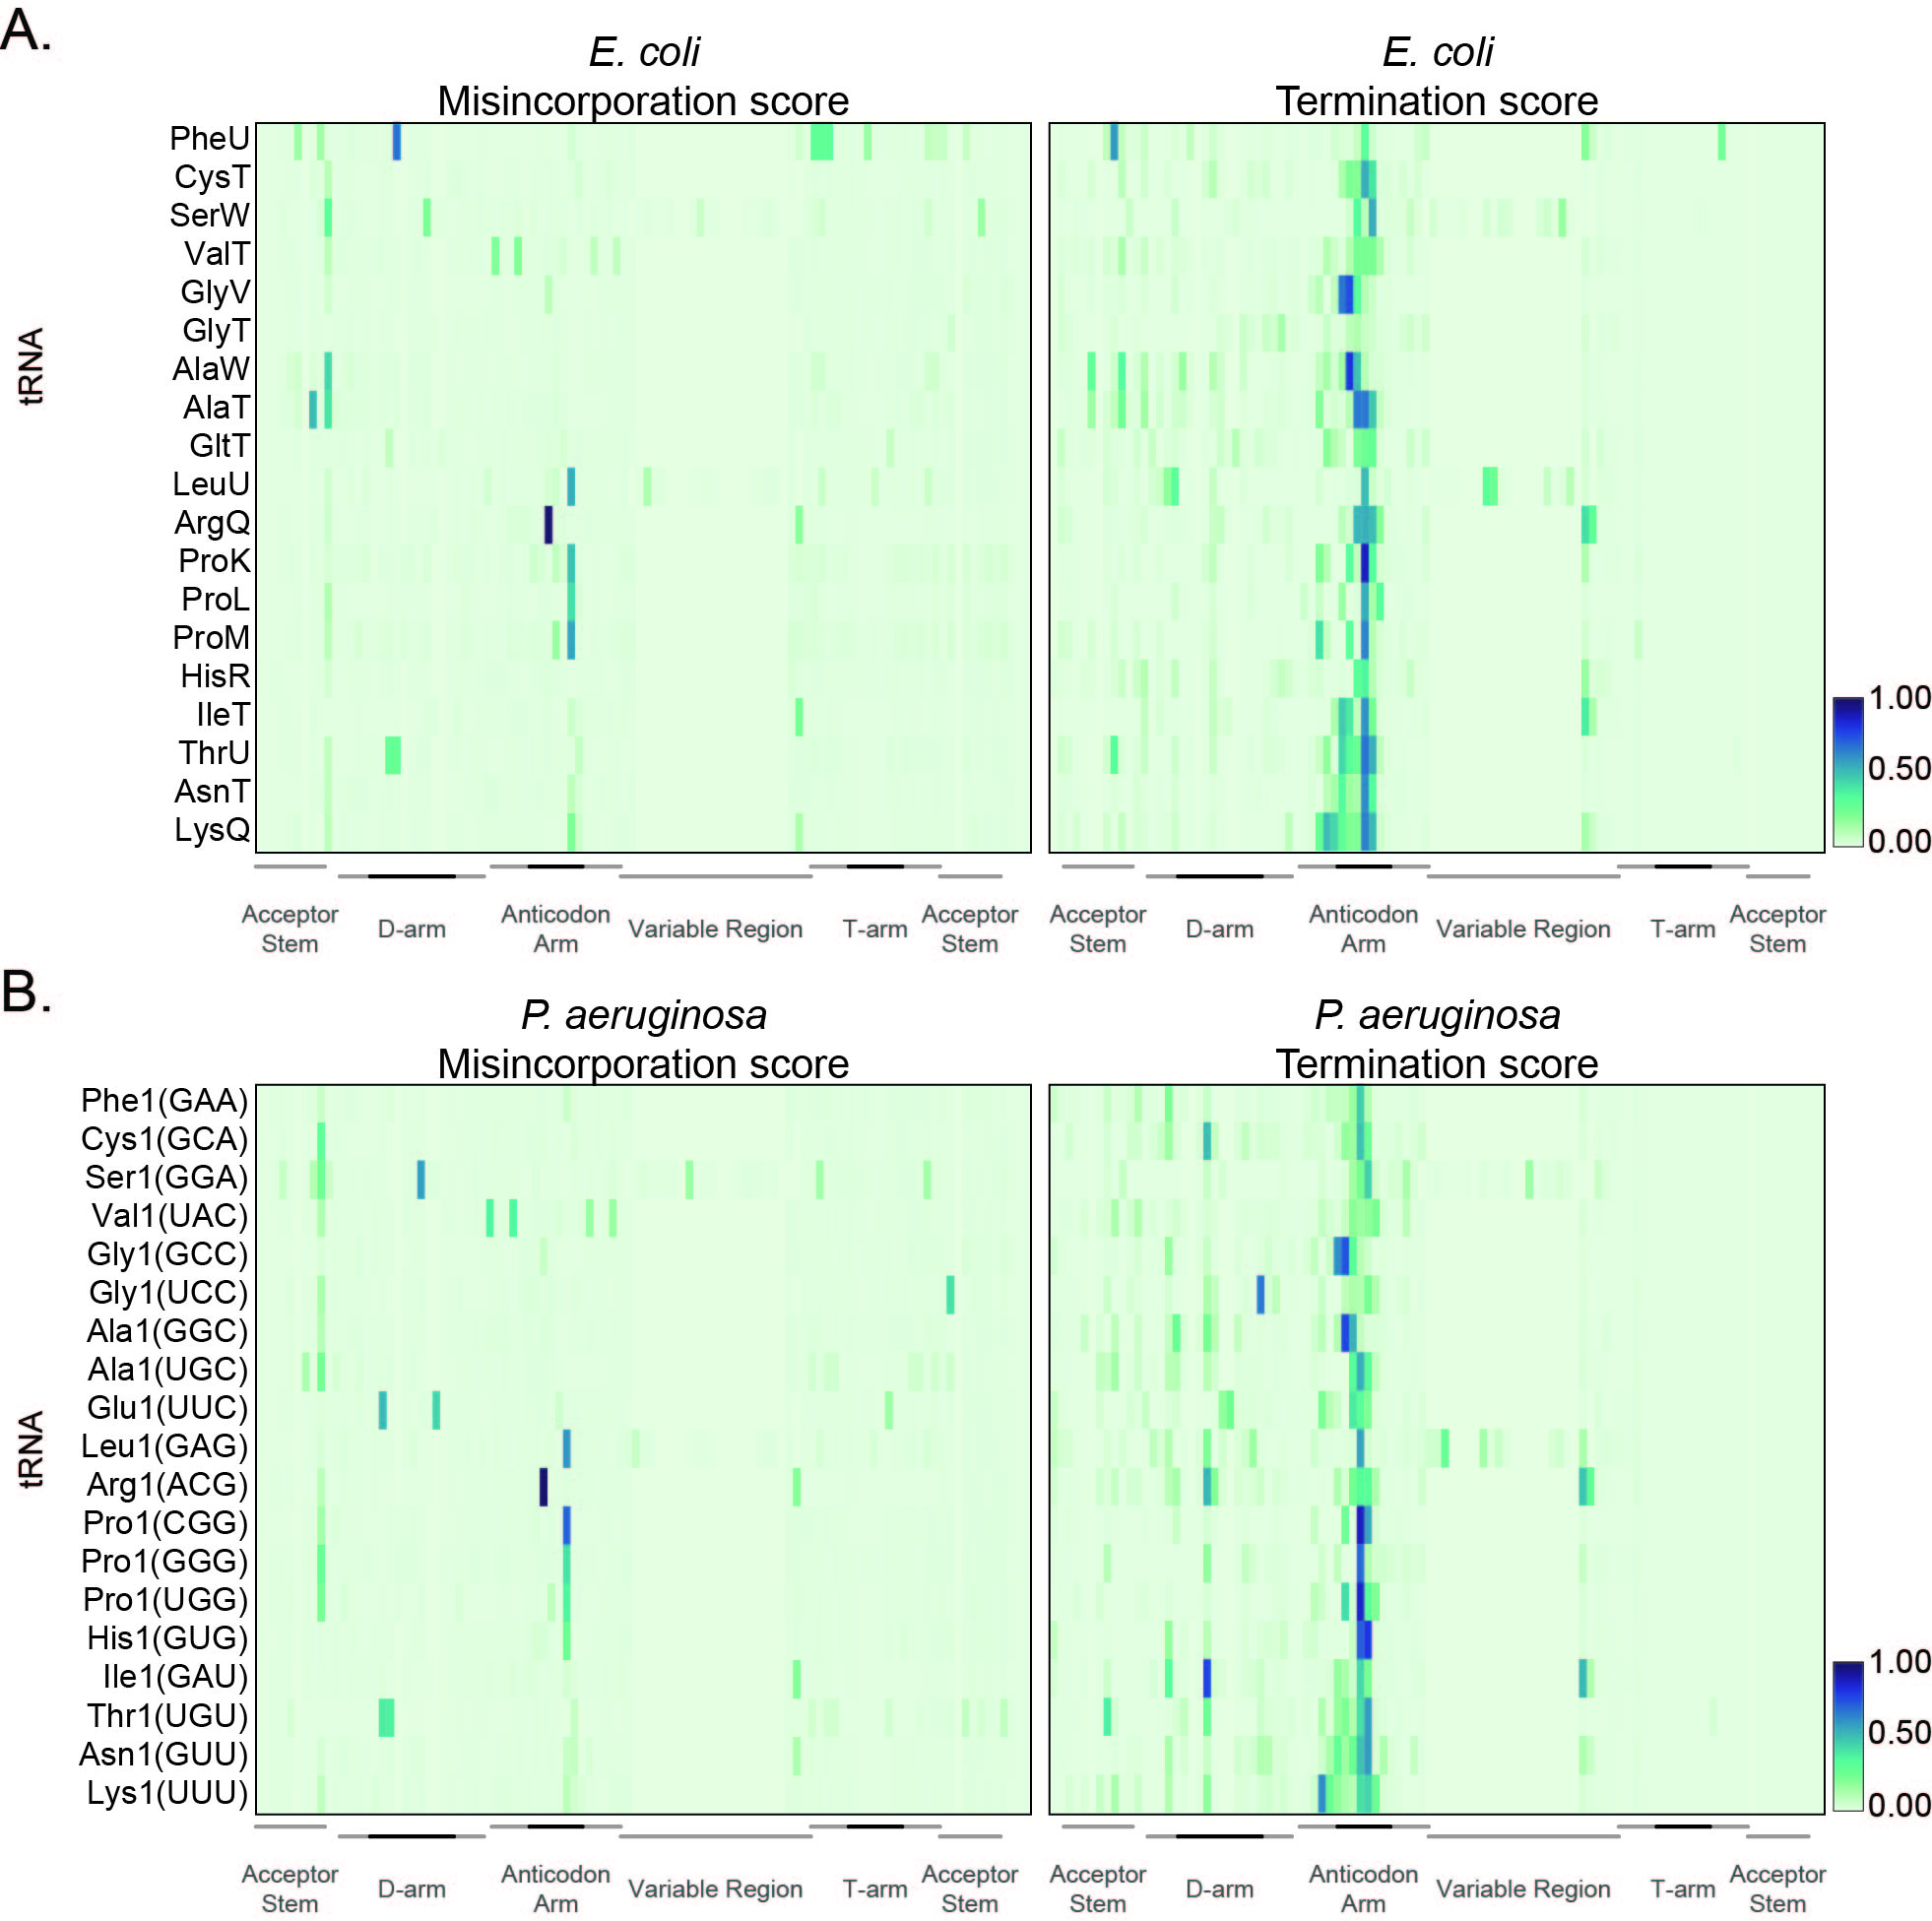 A.
E. coli
Misincorporation score
E. coli
Termination score
tRNA
PheU
CysT
SerW
ValT
GlyV
GlyT
AlaW
AlaT
GltT
LeuU
ArgQ
ProK
ProL
ProM
HisR
IleT
ThrU
AsnT
LysQ
1.00
0.50
0.00
Acceptor
Stem
D-arm
Anticodon
Arm
Variable Region
T-arm
Acceptor
Stem
Acceptor
Stem
D-arm
Anticodon
Arm
Variable Region
T-arm
Acceptor
Stem
B.
P. aeruginosa
Misincorporation score
P. aeruginosa
Termination score
tRNA
Phe1(GAA)
Cys1(GCA)
Ser1(GGA)
Val1(UAC)
Gly1(GCC)
Gly1(UCC)
Ala1(GGC)
Ala1(UGC)
Glu1(UUC)
Leu1(GAG)
Arg1(ACG)
Pro1(CGG)
Pro1(GGG)
Pro1(UGG)
His1(GUG)
Ile1(GAU)
Thr1(UGU)
Asn1(GUU)
Lys1(UUU)
1.00
0.50
0.00
Acceptor
Stem
D-arm
Anticodon
Arm
Variable Region
T-arm
Acceptor
Stem
Acceptor
Stem
D-arm
Anticodon
Arm
Variable Region
T-arm
Acceptor
Stem